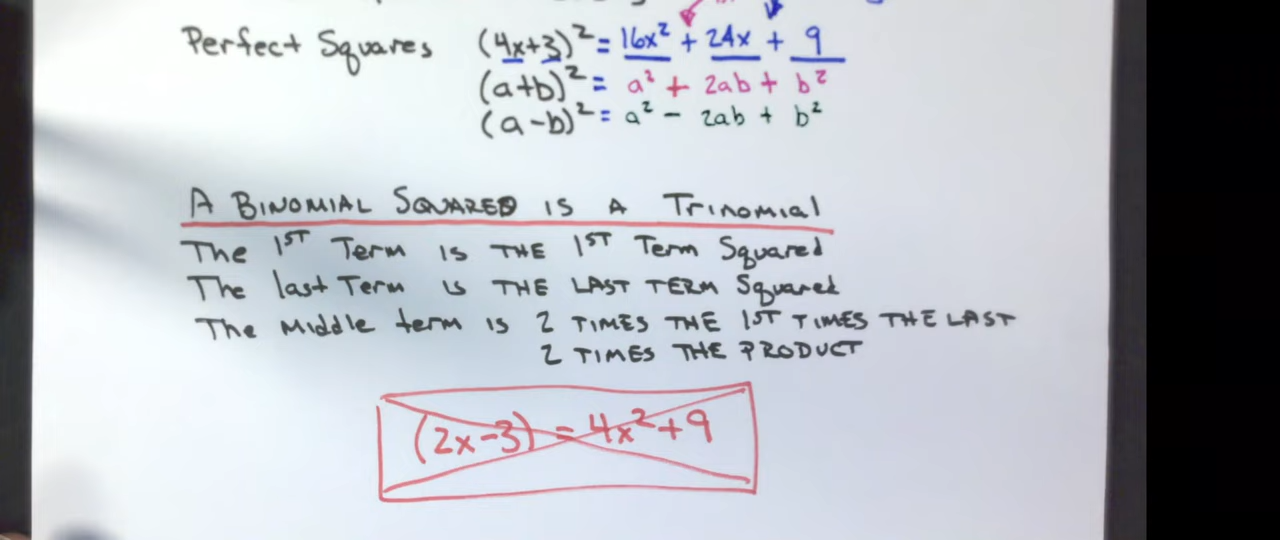 Perfect Squares (4x+3)² = 16x² + 24x + 9
(a+b)² = a² + 2ab + b²
(a-b)² = a² - 2ab + b²
A BINOMIAL SQUARED IS A Trinomial
The 1ST Term is THE 1ST Term Squared
The last Term is THE LAST TERM Squared
The Middle term is 2 TIMES THE 1ST TIMES THE LAST
2 TIMES THE PRODUCT
(2x-3) = 4x²+9